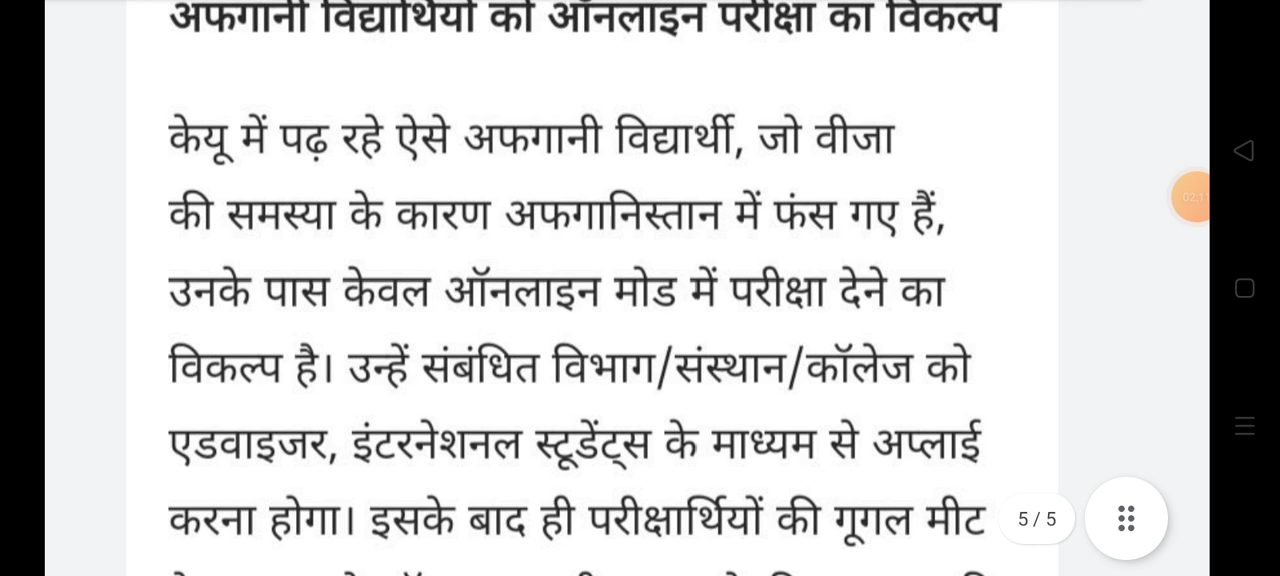 अफगानी विद्यार्थियों को ऑनलाइन परीक्षा का विकल्प
केयू में पढ़ रहे ऐसे अफगानी विद्यार्थी, जो वीजा
की समस्या के कारण अफगानिस्तान में फंस गए हैं,
उनके पास केवल ऑनलाइन मोड में परीक्षा देने का
विकल्प है। उन्हें संबंधित विभाग/संस्थान/कॉलेज को
एडवाइजर, इंटरनेशनल स्टूडेंट्स के माध्यम से अप्लाई
करना होगा। इसके बाद ही परीक्षार्थियों की गूगल मीट
5 / 5